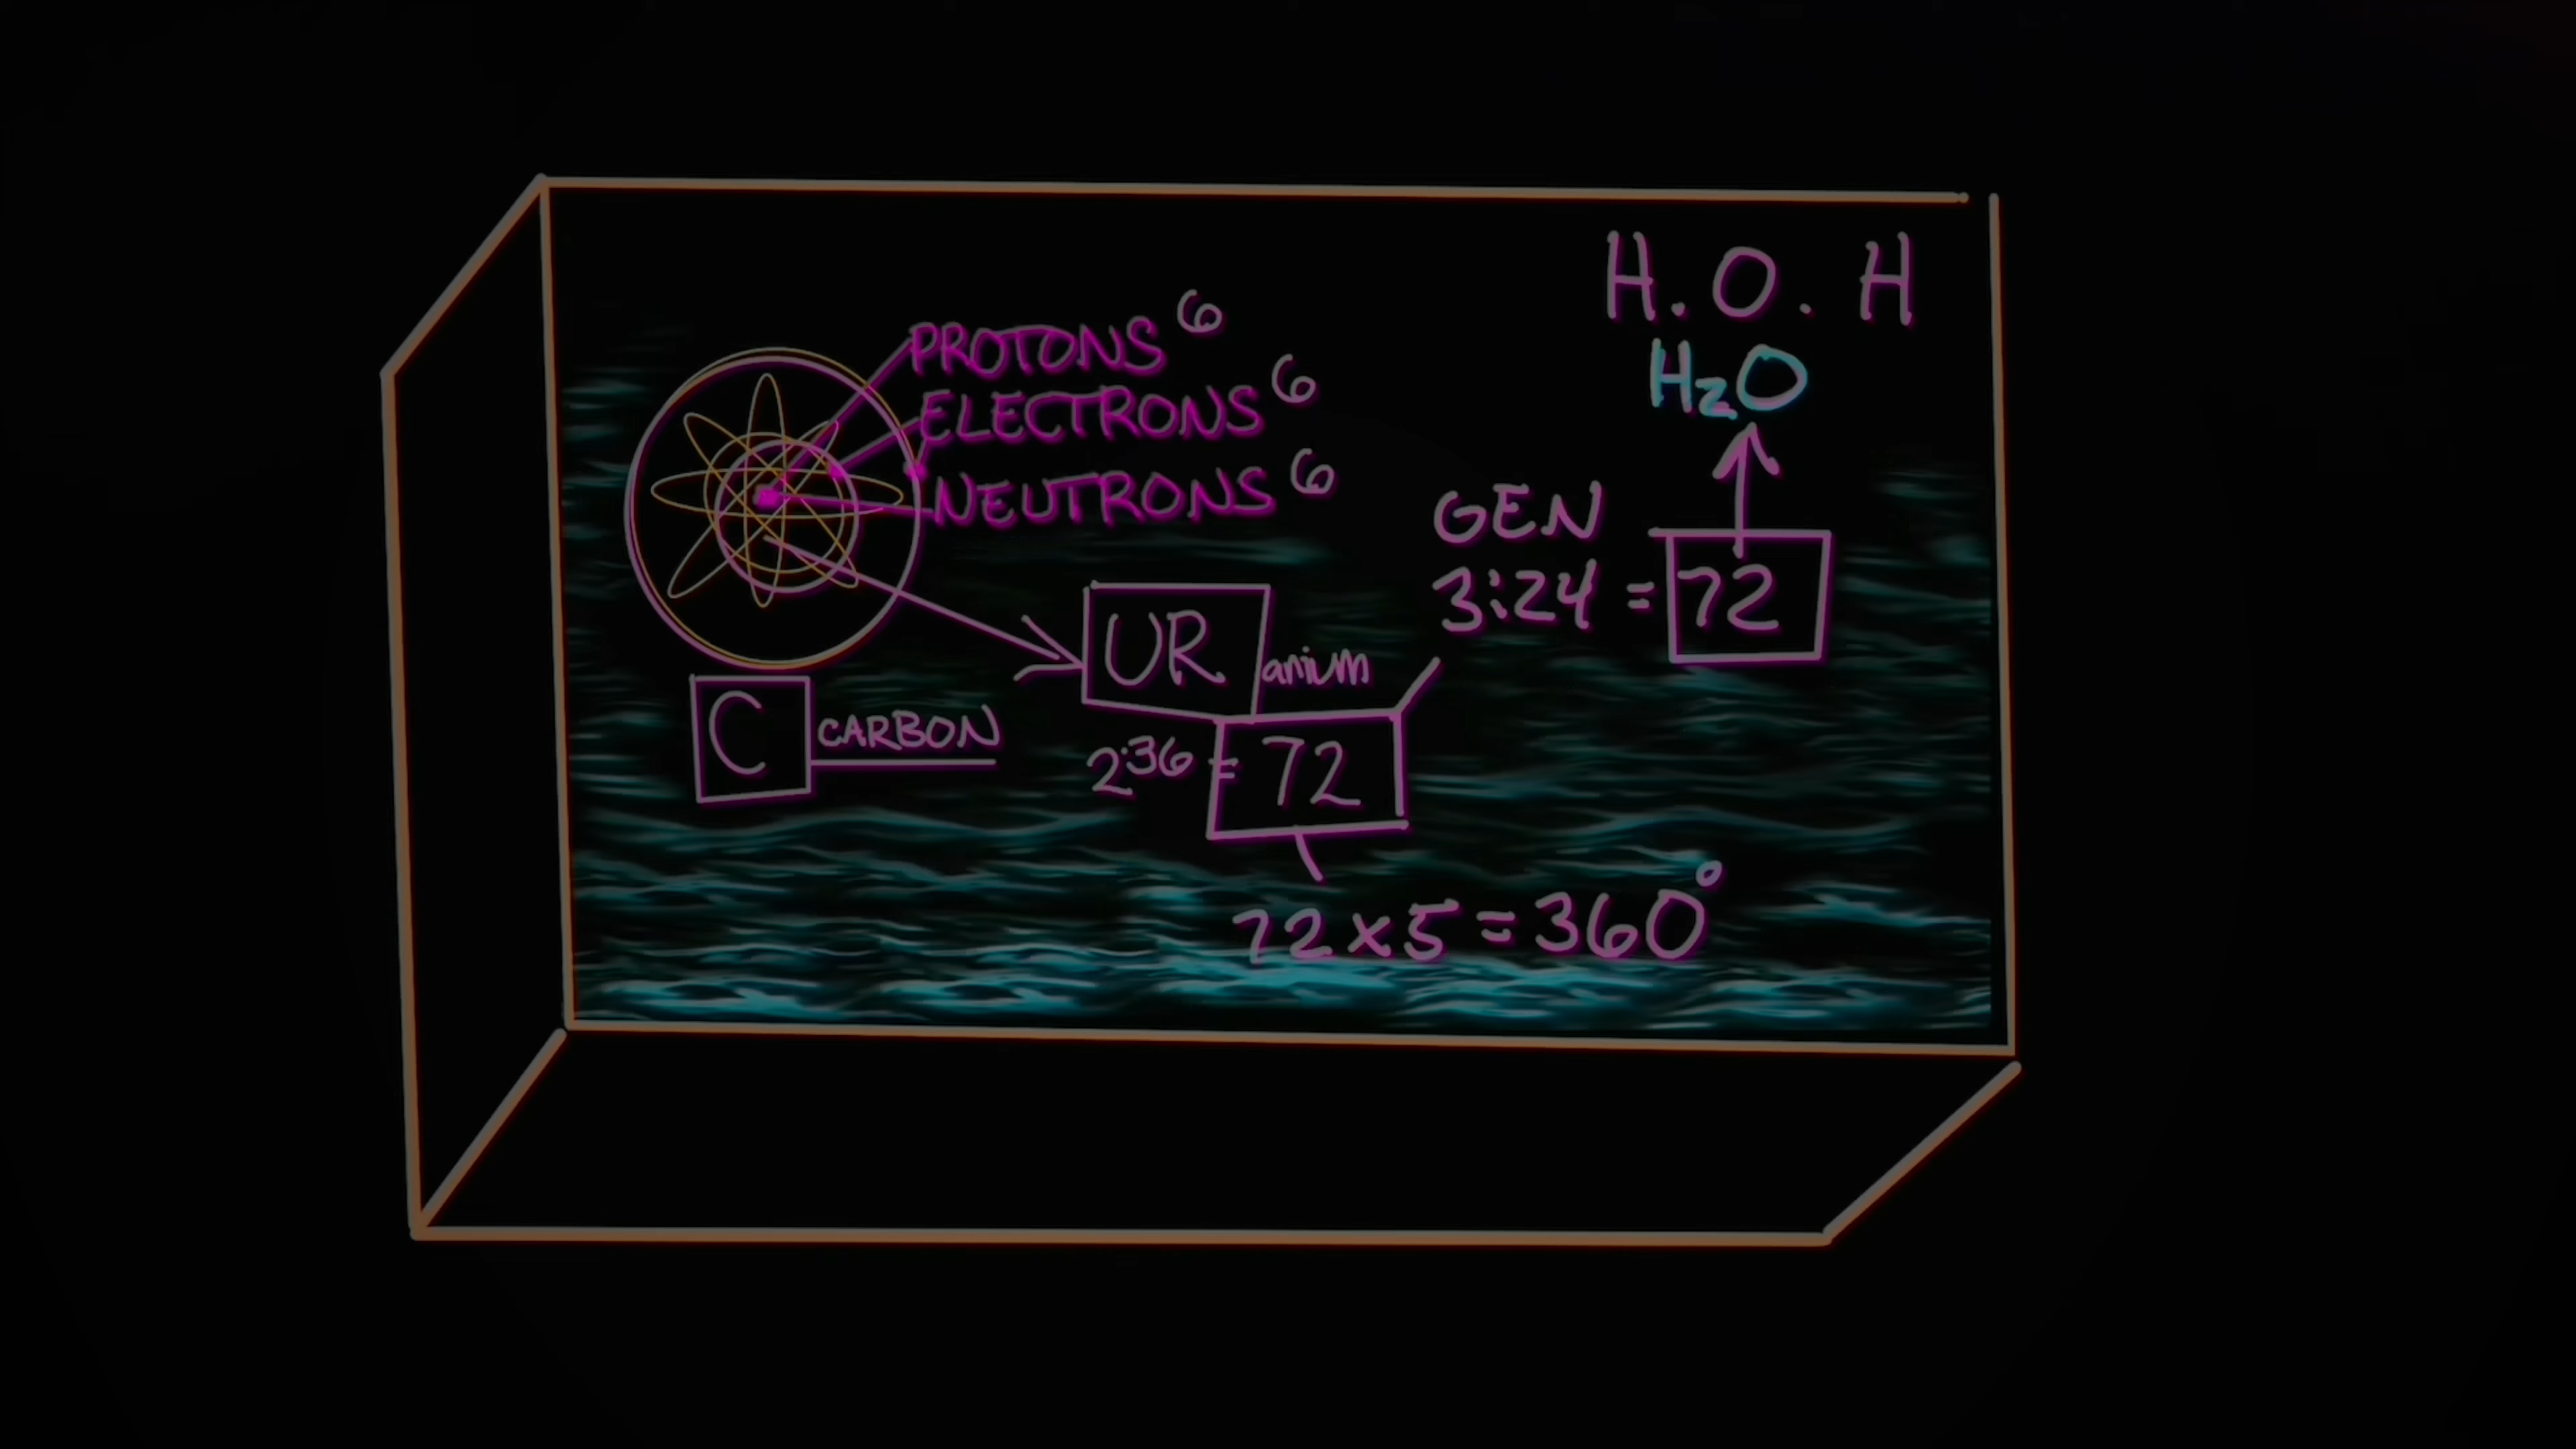 H. O. H
H2O
PROTONS 6
ELECTRONS 6
NEUTRONS 6
GEN
3:24 = 72
UR anium
C CARBON
2:36 = 72
72 x 5 = 360°